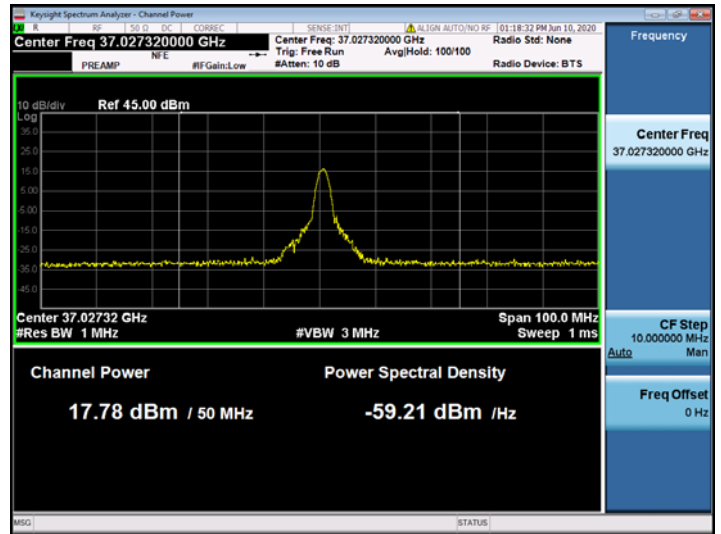 Keysight Spectrum Analyzer - Channel Power
R RF 50 Ω DC CORREC SENSE:INT ALIGN AUTO/NO RF 01:18:32 PM Jun 10, 2020
Center Freq 37.027320000 GHz
PREAMP NFE #IFGain:Low
Center Freq: 37.027320000 GHz
Trig: Free Run Avg|Hold: 100/100
#Atten: 10 dB
Radio Std: None
Radio Device: BTS
10 dB/div Ref 45.00 dBm
Log
35.0
25.0
15.0
5.00
-5.00
-15.0
-25.0
-35.0
-45.0
Center 37.02732 GHz Span 100.0 MHz
#Res BW 1 MHz #VBW 3 MHz Sweep 1 ms
Channel Power Power Spectral Density
17.78 dBm / 50 MHz -59.21 dBm /Hz
Frequency
Center Freq
37.027320000 GHz
CF Step
10.000000 MHz
Auto Man
Freq Offset
0 Hz
MSG STATUS